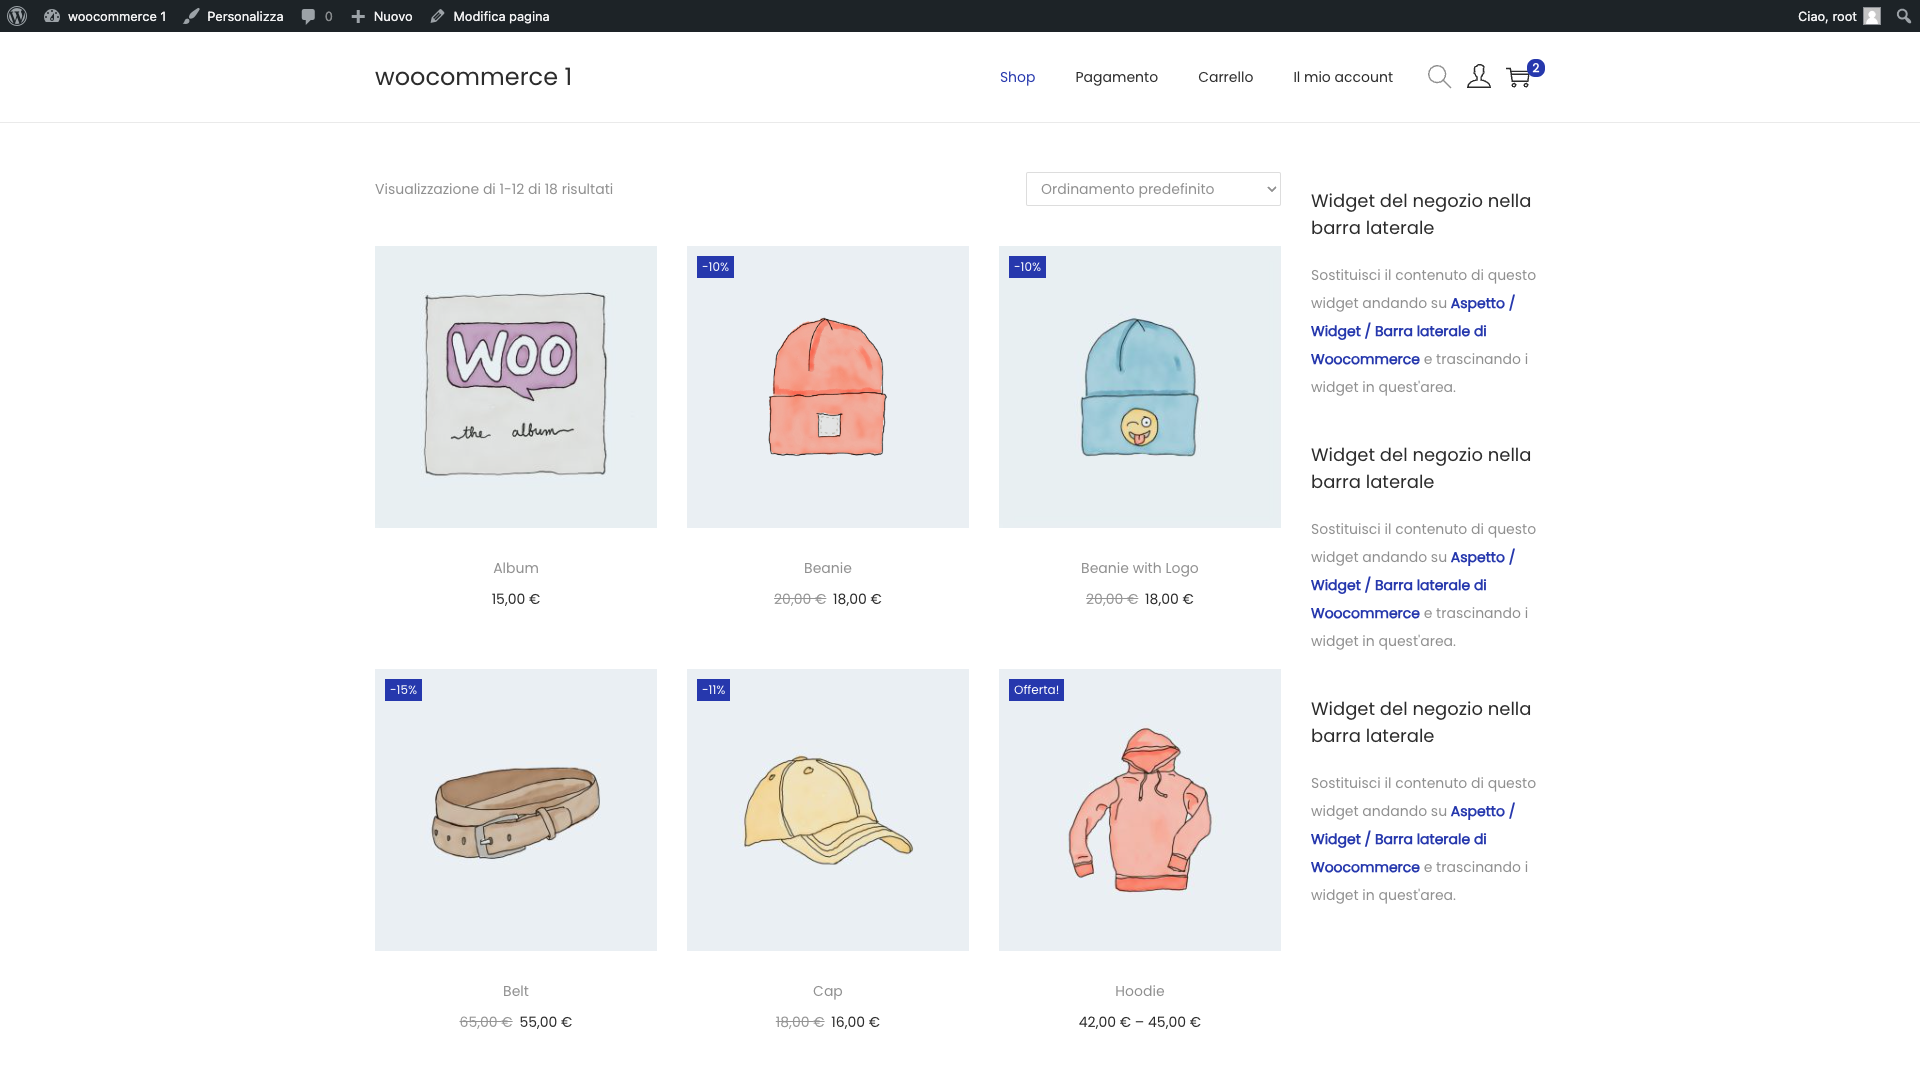 woocommerce 1 Personalizza 0 Nuovo Modifica pagina Ciao, root
woocommerce 1 Shop Pagamento Carrello Il mio account 2
Visualizzazione di 1-12 di 18 risultati Ordinamento predefinito
-10% -10%
WOO
the album
Album Beanie Beanie with Logo
15,00 € 20,00 € 18,00 € 20,00 € 18,00 €
-15% -11% Offerta!
Belt Cap Hoodie
65,00 € 55,00 € 18,00 € 16,00 € 42,00 € – 45,00 €
Widget del negozio nella
barra laterale
Sostituisci il contenuto di questo
widget andando su Aspetto /
Widget / Barra laterale di
Woocommerce e trascinando i
widget in quest'area.
Widget del negozio nella
barra laterale
Sostituisci il contenuto di questo
widget andando su Aspetto /
Widget / Barra laterale di
Woocommerce e trascinando i
widget in quest'area.
Widget del negozio nella
barra laterale
Sostituisci il contenuto di questo
widget andando su Aspetto /
Widget / Barra laterale di
Woocommerce e trascinando i
widget in quest'area.